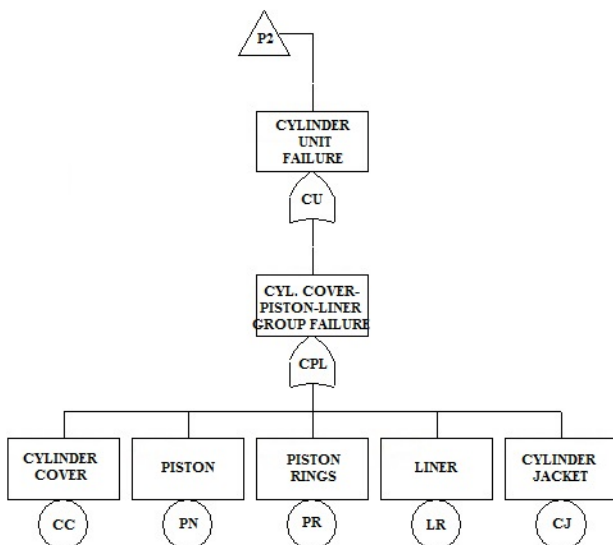 P2
CYLINDER
UNIT
FAILURE
CU
CYL. COVER-
PISTON-LINER
GROUP FAILURE
CPL
CYLINDER
COVER
PISTON
PISTON
RINGS
LINER
CYLINDER
JACKET
CC
PN
PR
LR
CJ